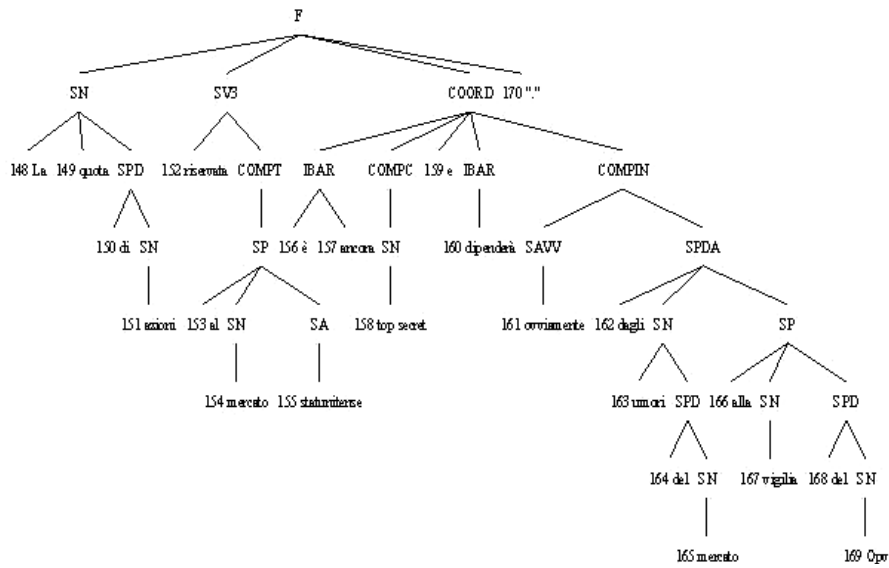 F
SN SV3 COORD 170 "."
148 La 149 quota SPD 152 riservata COMPT IBAR COMPC 159 e IBAR COMPIN
150 di SN SP 156 è 157 ancora SN 160 dipenderà SAVV SPDA
151 azioni 153 al SN SA 158 top secret 161 ovviamente 162 dagli SN SP
154 mercato 155 statunitense 163 umori SPD 166 alla SN SPD
164 del SN 167 vigilia 168 del SN
165 mercato 169 Opv